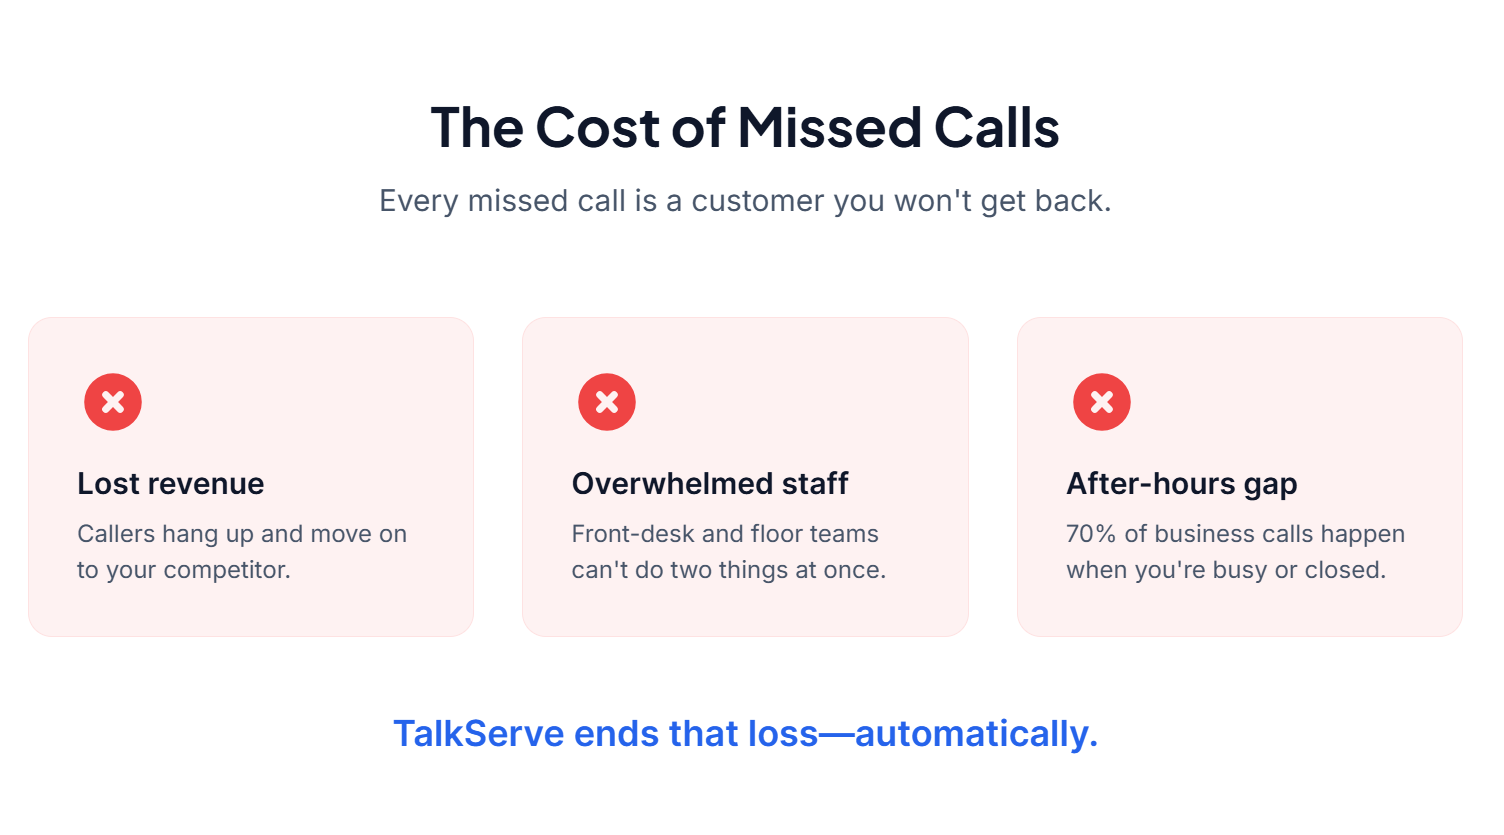 The Cost of Missed Calls
Every missed call is a customer you won't get back.
Lost revenue
Callers hang up and move on
to your competitor.
Overwhelmed staff
Front-desk and floor teams
can't do two things at once.
After-hours gap
70% of business calls happen
when you're busy or closed.
TalkServe ends that loss—automatically.